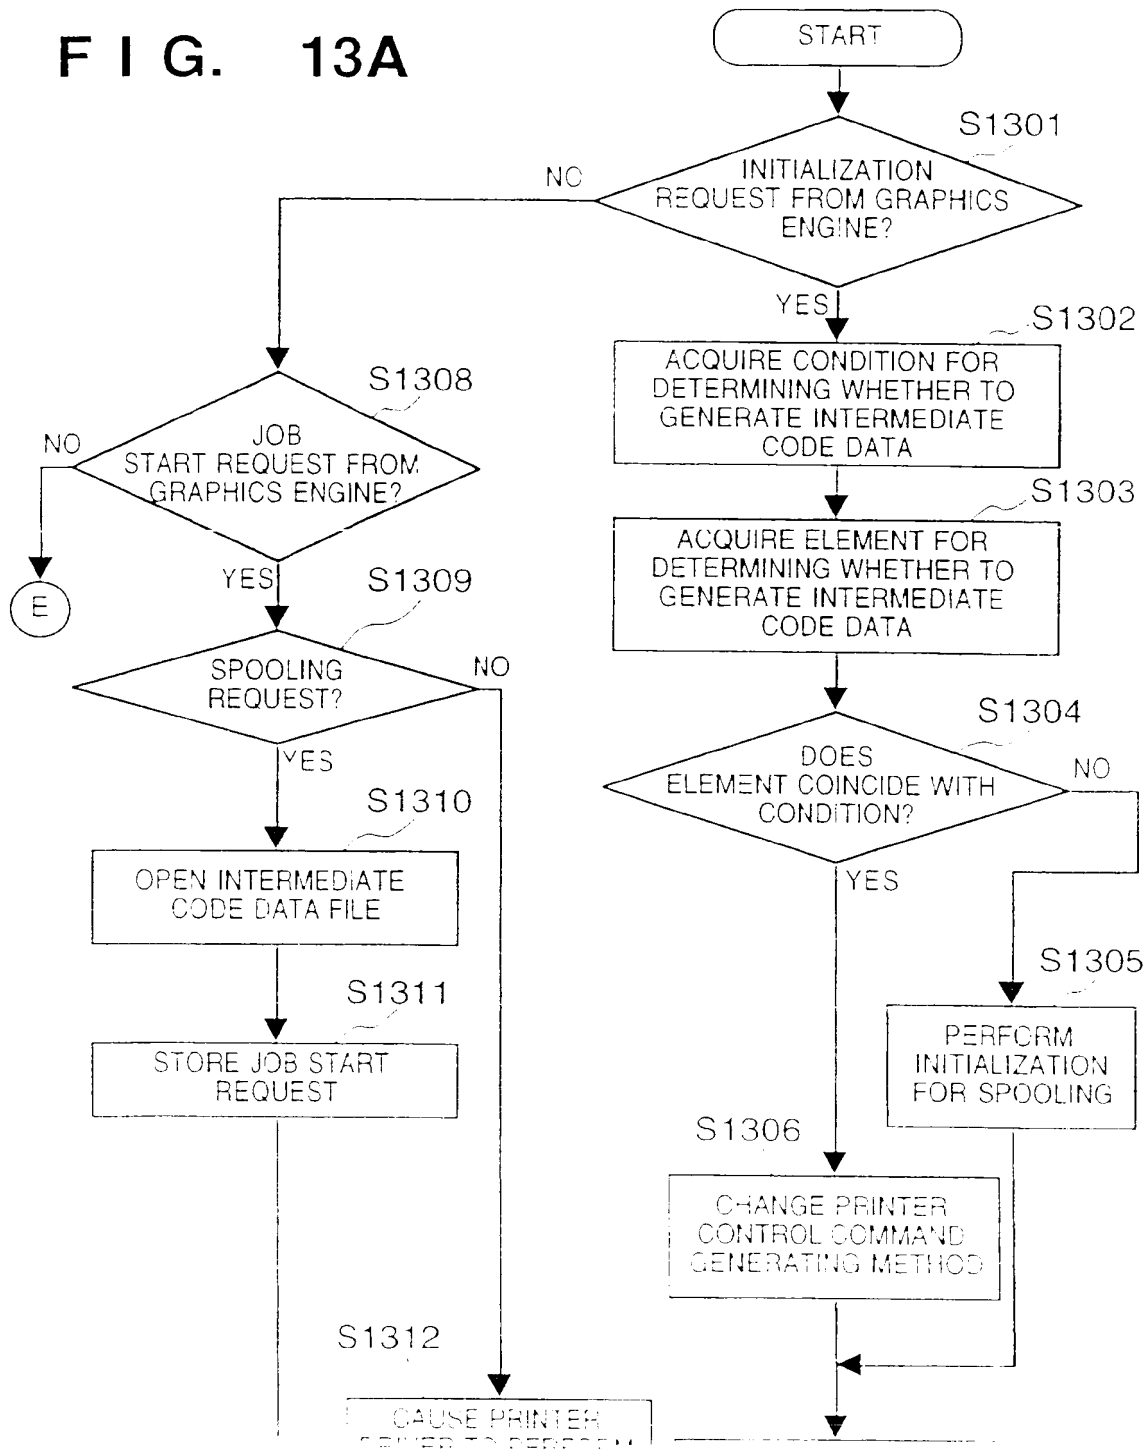 FIG. 13A
START
S1301
INITIALIZATION
REQUEST FROM GRAPHICS
ENGINE?
NO
YES
S1302
ACQUIRE CONDITION FOR
DETERMINING WHETHER TO
GENERATE INTERMEDIATE
CODE DATA
S1303
ACQUIRE ELEMENT FOR
DETERMINING WHETHER TO
GENERATE INTERMEDIATE
CODE DATA
S1304
DOES
ELEMENT COINCIDE WITH
CONDITION?
NO
YES
S1305
PERFORM
INITIALIZATION
FOR SPOOLING
S1306
CHANGE PRINTER
CONTROL COMMAND
GENERATING METHOD
S1308
JOB
START REQUEST FROM
GRAPHICS ENGINE?
NO
E
YES
S1309
SPOOLING
REQUEST?
NO
YES
S1310
OPEN INTERMEDIATE
CODE DATA FILE
S1311
STORE JOB START
REQUEST
S1312
CAUSE PRINTER